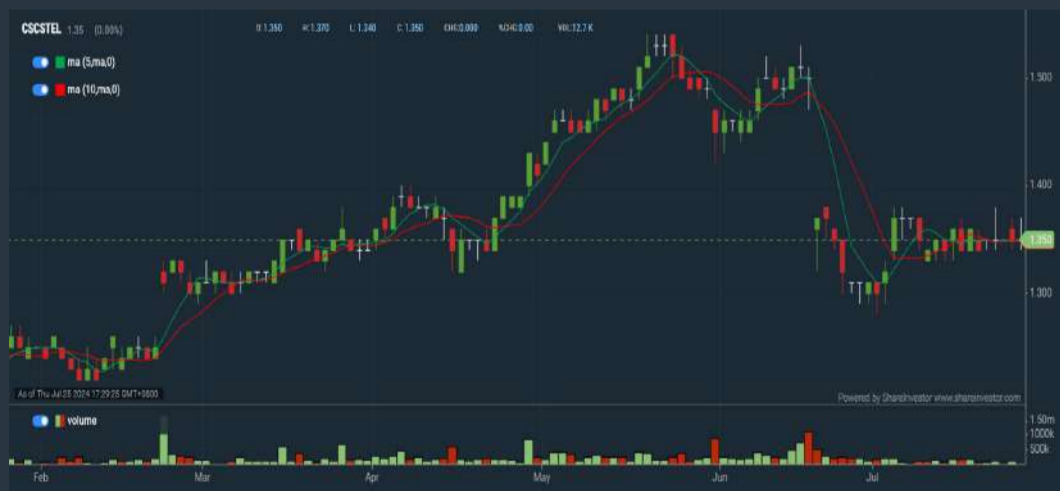 CSCSTEL 1.35 (0.00%) O: 1.350 H: 1.370 L: 1.340 C: 1.350 CHG:0.000 %CHG:0.00 VOL:12.7 K
ma (5,ma,0)
ma (10,ma,0)
1.500
1.400
1.350
1.300
As of Thu Jul 25 2024 17:29:25 GMT+0800
Powered by ShareInvestor www.shareinvestor.com
volume
1.50m
1000k
500k
Feb Mar Apr May Jun Jul